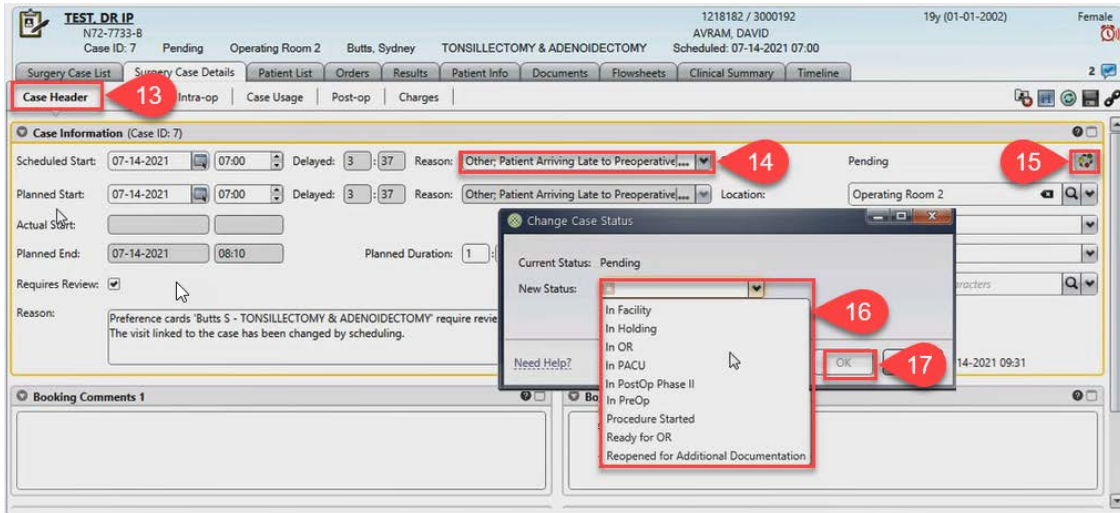 TEST, DR IP 1218182 / 3000192 19y (01-01-2002) Female
N72-7733-8 AVRAM, DAVID
Case ID: 7 Pending Operating Room 2 Butts, Sydney TONSILLECTOMY & ADENOIDECTOMY Scheduled: 07-14-2021 07:00
Surgery Case List Surgery Case Details Patient List Orders Results Patient Info Documents Flowsheets Clinical Summary Timeline 2
Case Header 13 Intra-op Case Usage Post-op Charges
Case Information (Case ID: 7)
Scheduled Start: 07-14-2021 07:00 Delayed: 3 : 37 Reason: Other; Patient Arriving Late to Preoperative... 14 Pending 15
Planned Start: 07-14-2021 07:00 Delayed: 3 : 37 Reason: Other; Patient Arriving Late to Preoperative... Location: Operating Room 2
Actual Start:
Change Case Status
Planned End: 07-14-2021 08:10 Planned Duration: 1 :
Current Status: Pending
Requires Review:
New Status:
Reason:
Preference cards 'Butts S - TONSILLECTOMY & ADENOIDECTOMY' require revie
The visit linked to the case has been changed by scheduling.
In Facility
In Holding
In OR
In PACU
In PostOp Phase II
In PreOp
Procedure Started
Ready for OR
Reopened for Additional Documentation
16
Need Help? OK 17 14-2021 09:31
Booking Comments 1 Bo